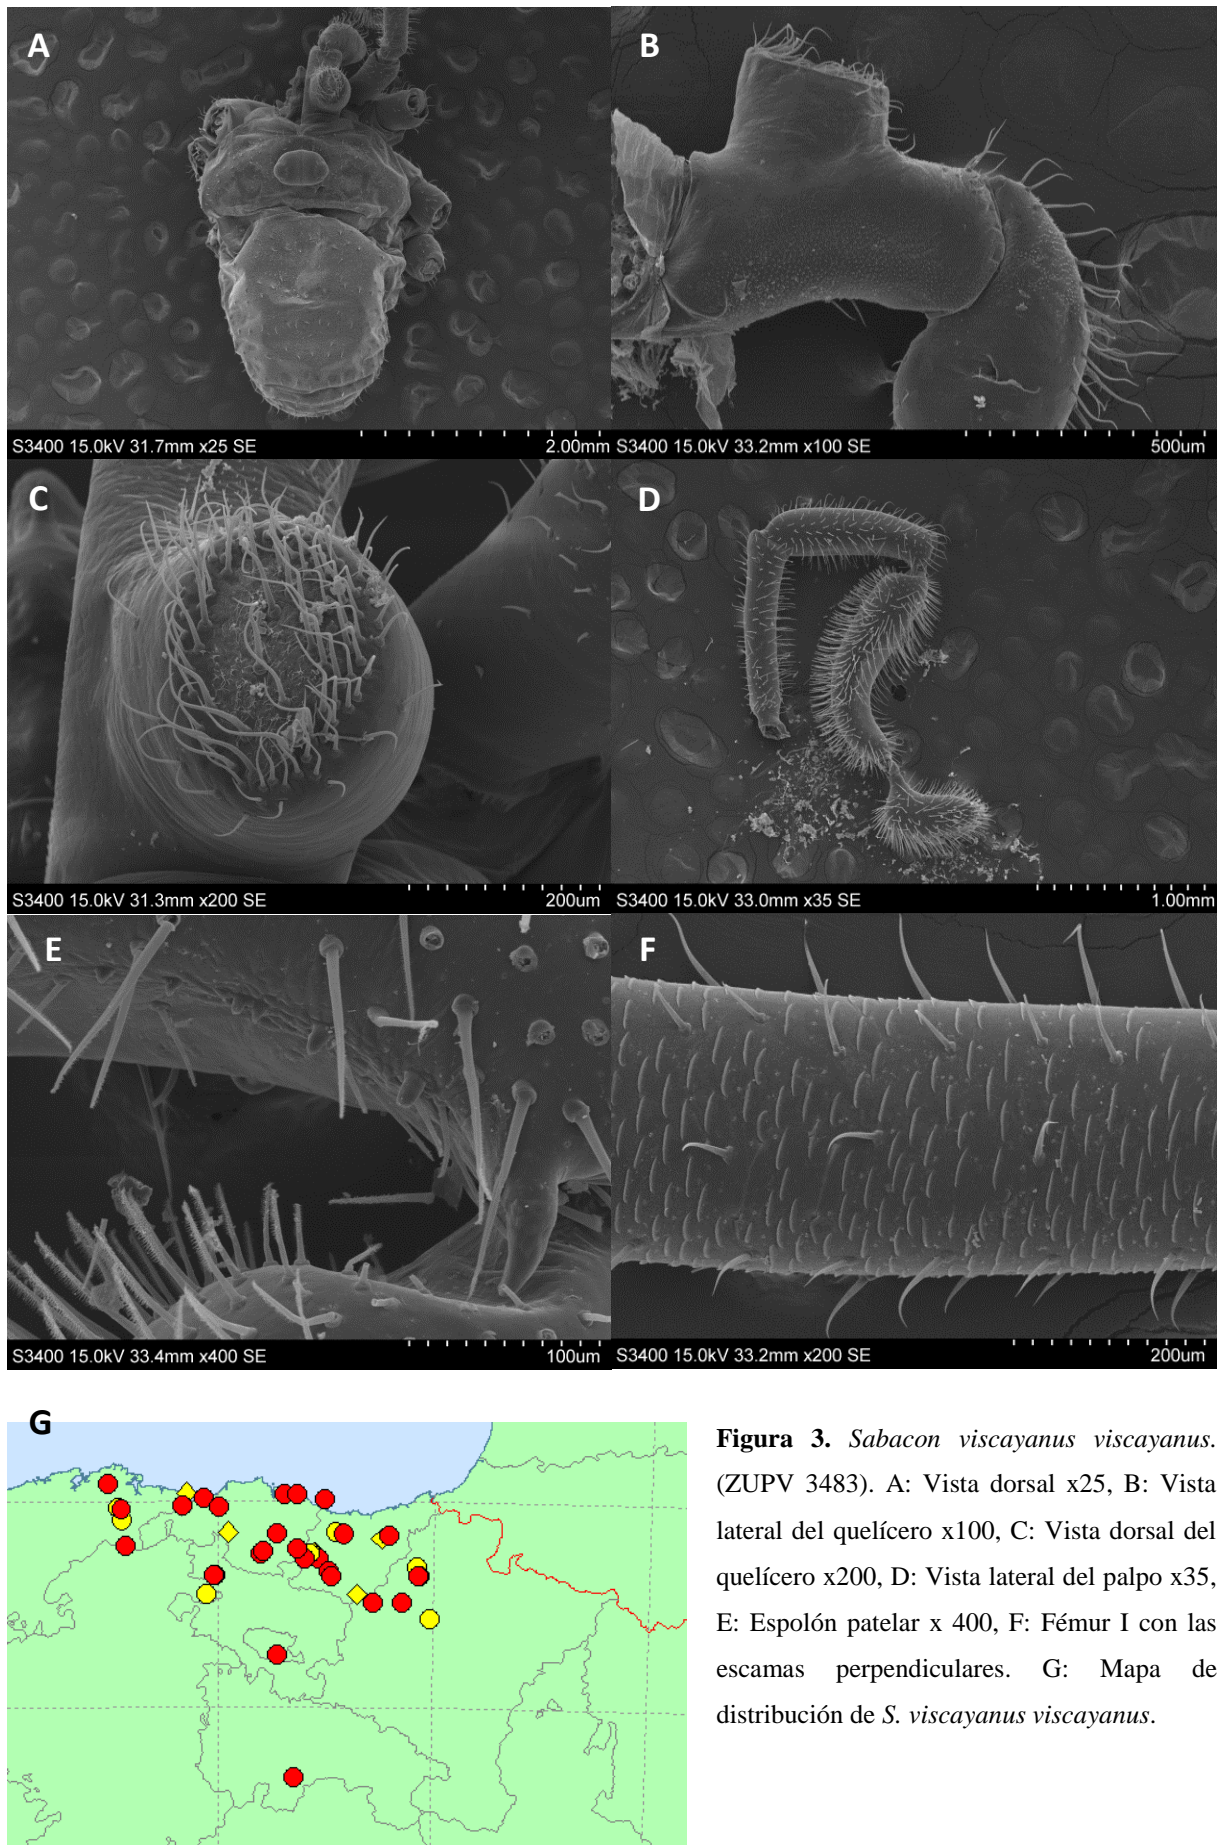 A
S3400 15.0kV 31.7mm x25 SE
2.00mm
B
S3400 15.0kV 33.2mm x100 SE
500um
C
S3400 15.0kV 31.3mm x200 SE
200um
D
S3400 15.0kV 33.0mm x35 SE
1.00mm
E
S3400 15.0kV 33.4mm x400 SE
100um
F
S3400 15.0kV 33.2mm x200 SE
200um
G
Figura 3. Sabacon viscayanus viscayanus.
(ZUPV 3483). A: Vista dorsal x25, B: Vista
lateral del quelícero x100, C: Vista dorsal del
quelícero x200, D: Vista lateral del palpo x35,
E: Espolón patelar x 400, F: Fémur I con las
escamas perpendiculares. G: Mapa de
distribución de S. viscayanus viscayanus.